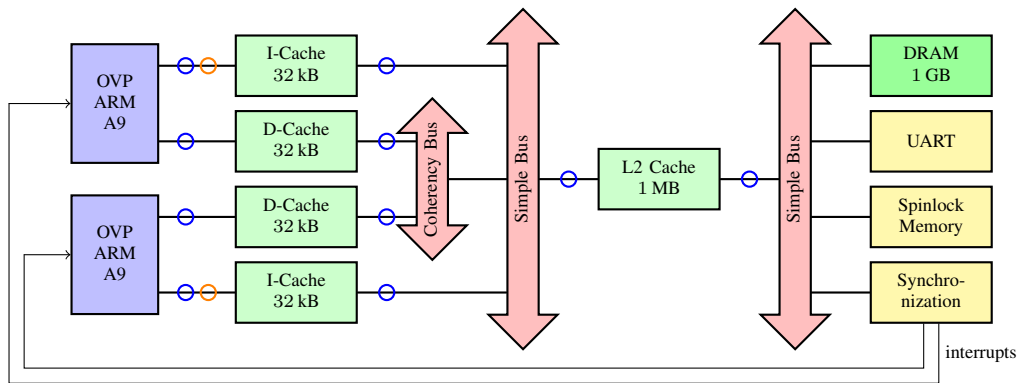 OVP
ARM
A9
I-Cache
32 kB
D-Cache
32 kB
OVP
ARM
A9
D-Cache
32 kB
I-Cache
32 kB
Coherency Bus
Simple Bus
L2 Cache
1 MB
Simple Bus
DRAM
1 GB
UART
Spinlock
Memory
Synchro-
nization
interrupts